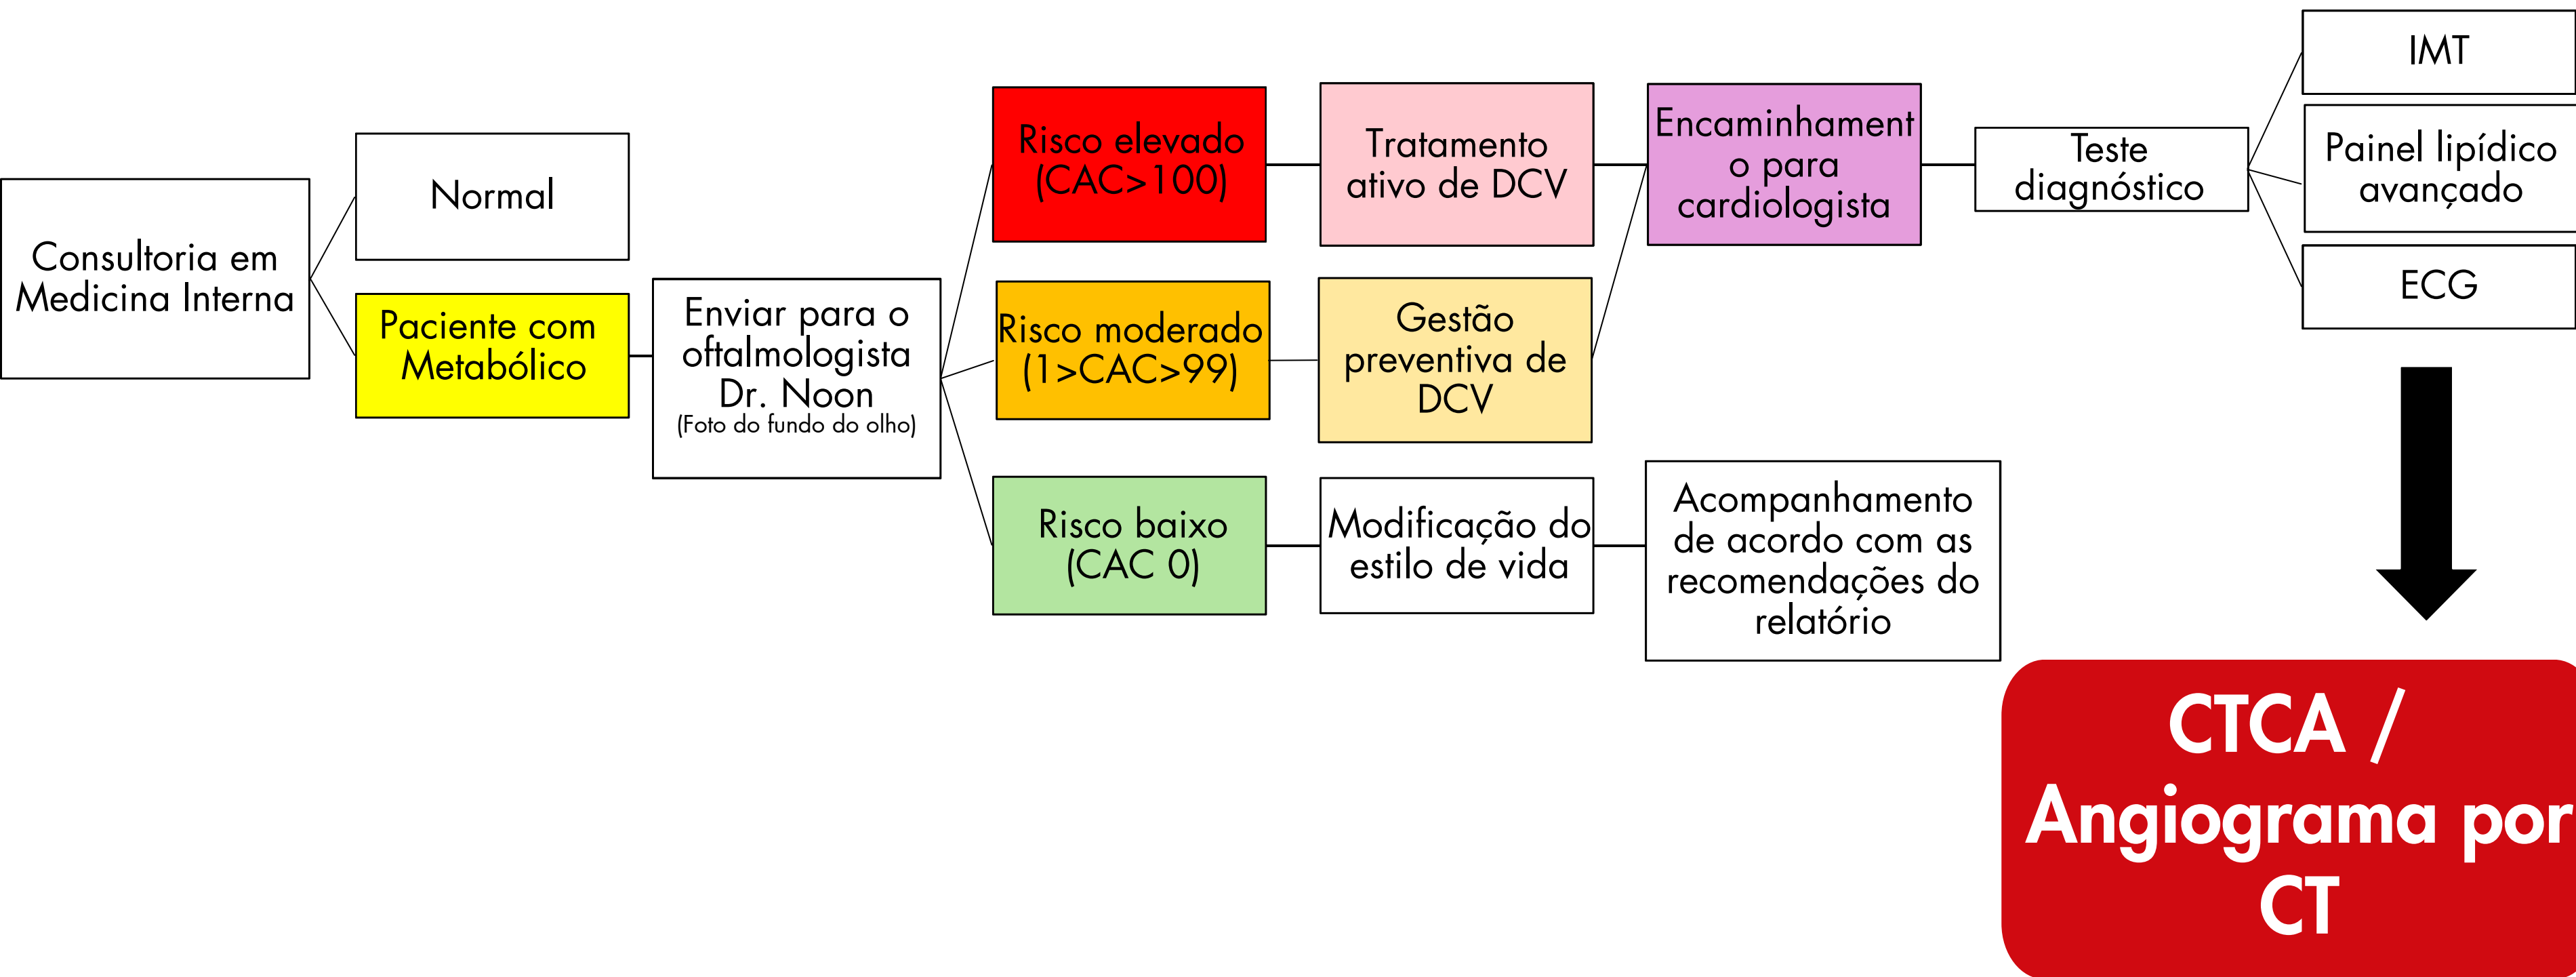 Consultoria em
Medicina Interna
Normal
Paciente com
Metabólico
Enviar para o
oftalmologista
Dr. Noon
(Foto do fundo do olho)
Risco elevado
(CAC>100)
Risco moderado
(1>CAC>99)
Risco baixo
(CAC 0)
Tratamento
ativo de DCV
Gestão
preventiva de
DCV
Modificação do
estilo de vida
Encaminhament
o para
cardiologista
Acompanhamento
de acordo com as
recomendações do
relatório
Teste
diagnóstico
IMT
Painel lipídico
avançado
ECG
CTCA /
Angiograma por
CT